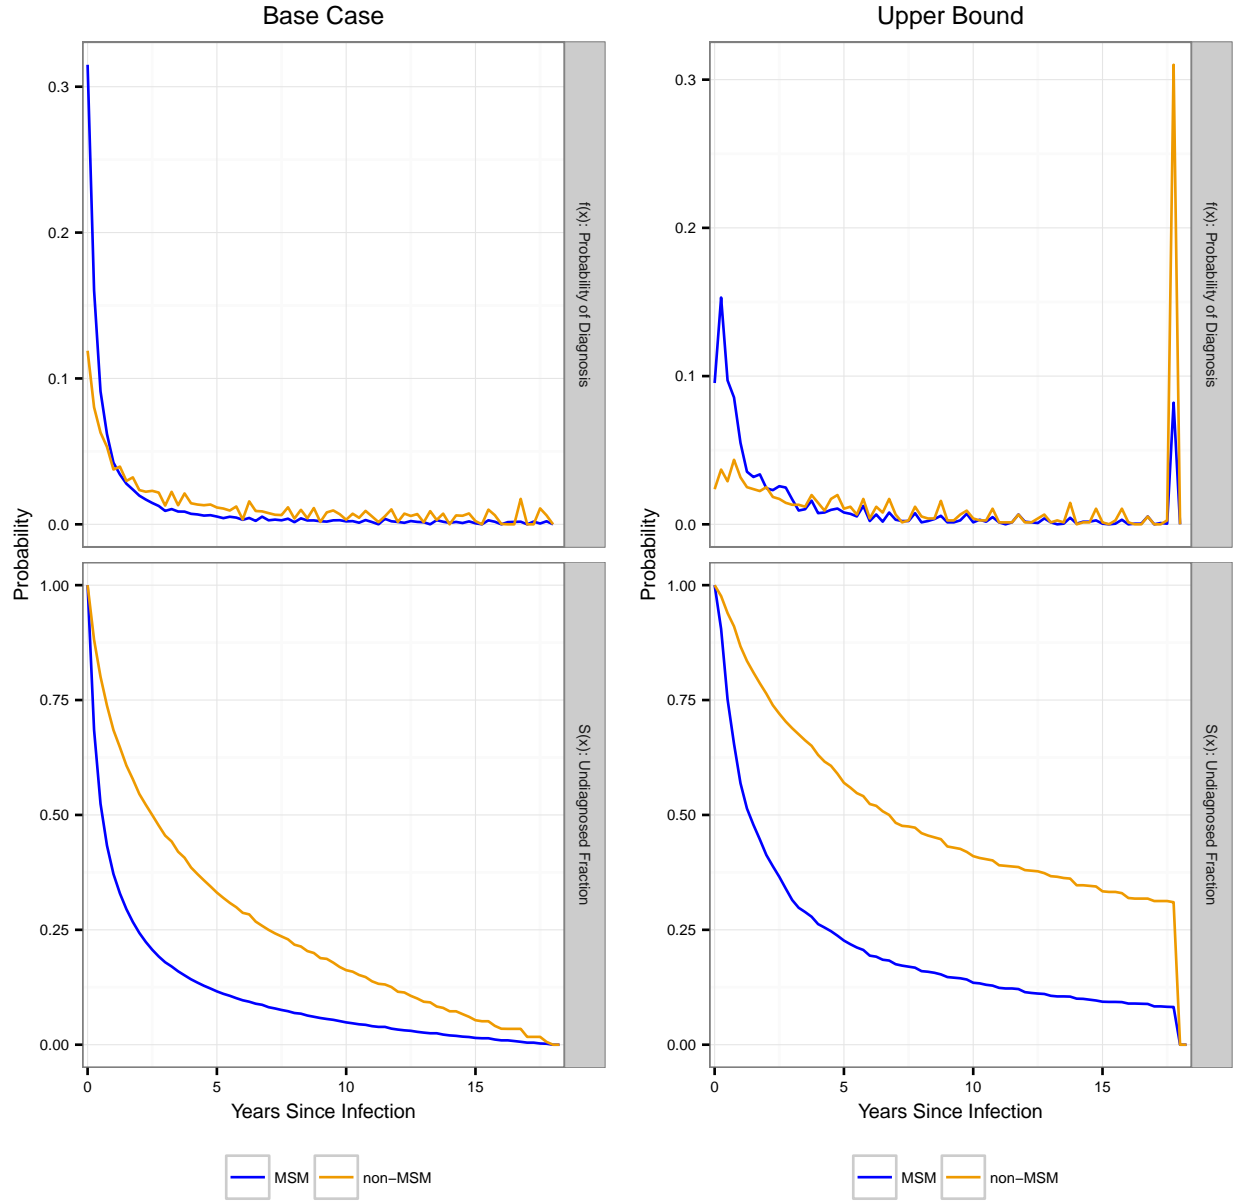 Base Case
Upper Bound
0.3
0.2
0.1
0.0
f(x): Probability of Diagnosis
0.3
0.2
0.1
0.0
f(x): Probability of Diagnosis
Probability
Probability
1.00
0.75
0.50
0.25
0.00
S(x): Undiagnosed Fraction
1.00
0.75
0.50
0.25
0.00
S(x): Undiagnosed Fraction
0 5 10 15
0 5 10 15
Years Since Infection
Years Since Infection
MSM non−MSM
MSM non−MSM